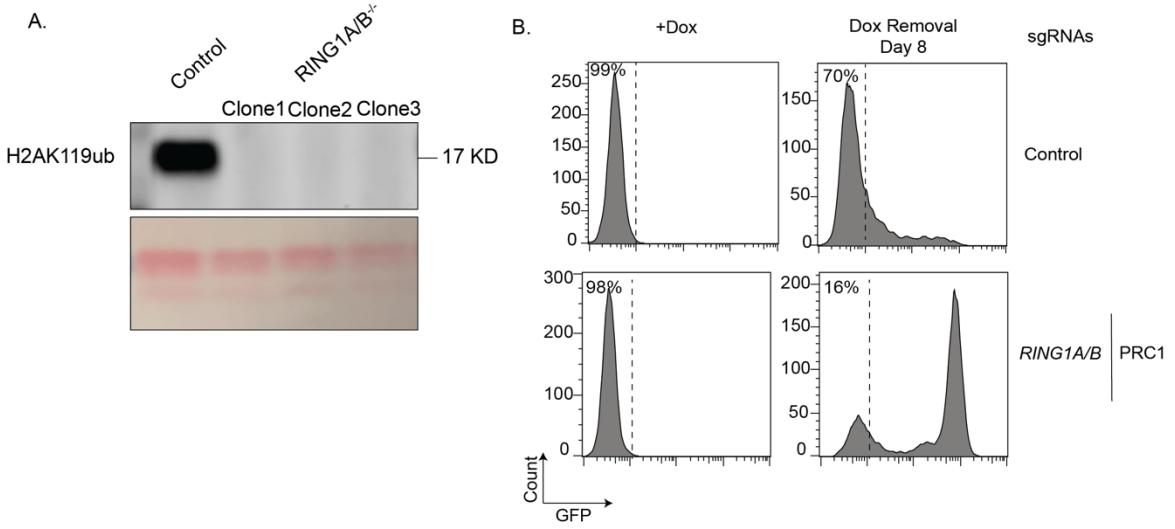 A.
Control
RING1A/B-/-
Clone1 Clone2 Clone3
H2AK119ub
17 KD
B.
+Dox
Dox Removal
Day 8
sgRNAs
99%
250
200
150
100
50
0
70%
150
100
50
0
Control
98%
300
200
100
0
16%
200
150
100
50
0
RING1A/B
PRC1
Count
GFP